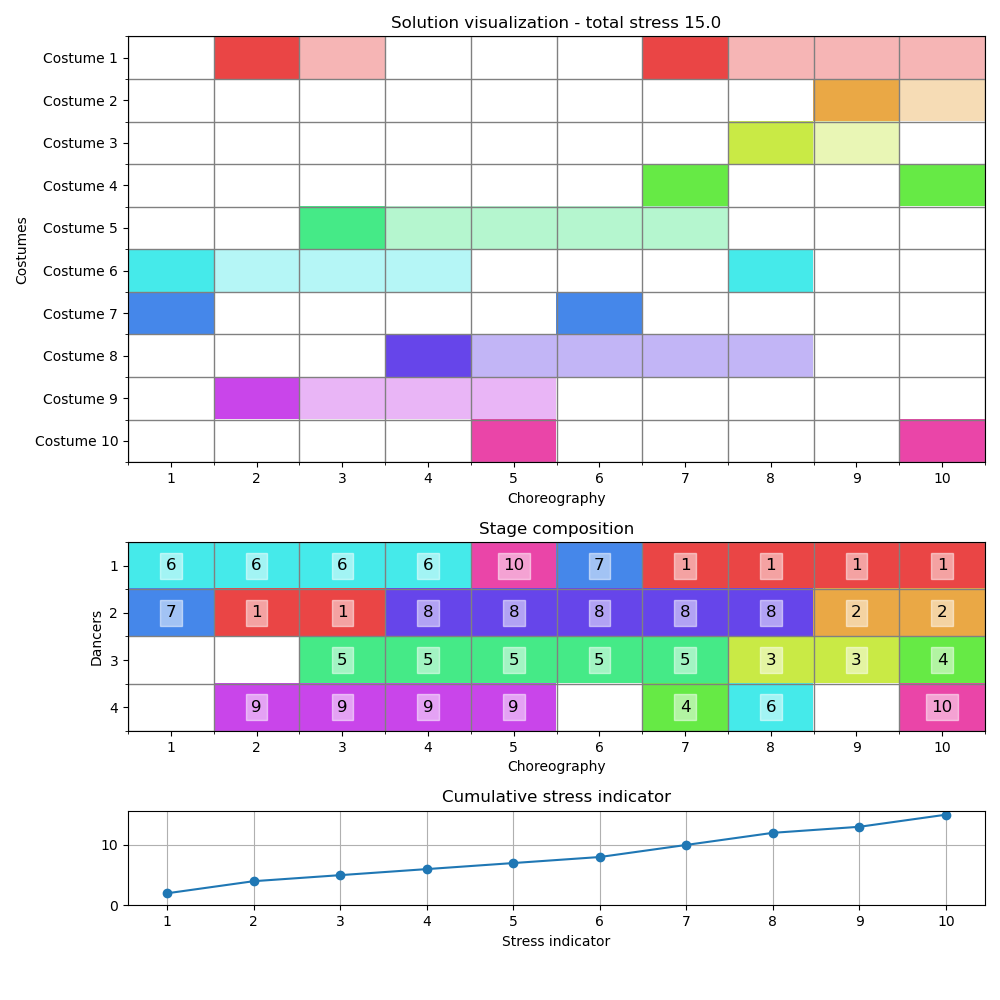 Solution visualization - total stress 15.0
Costumes
Costume 1
Costume 2
Costume 3
Costume 4
Costume 5
Costume 6
Costume 7
Costume 8
Costume 9
Costume 10
1 2 3 4 5 6 7 8 9 10
Choreography
Stage composition
Dancers
1 6 6 6 6 10 7 1 1 1 1
2 7 1 1 8 8 8 8 8 2 2
3 5 5 5 5 5 3 3 4
4 9 9 9 9 4 6 10
1 2 3 4 5 6 7 8 9 10
Choreography
Cumulative stress indicator
10
0
1 2 3 4 5 6 7 8 9 10
Stress indicator